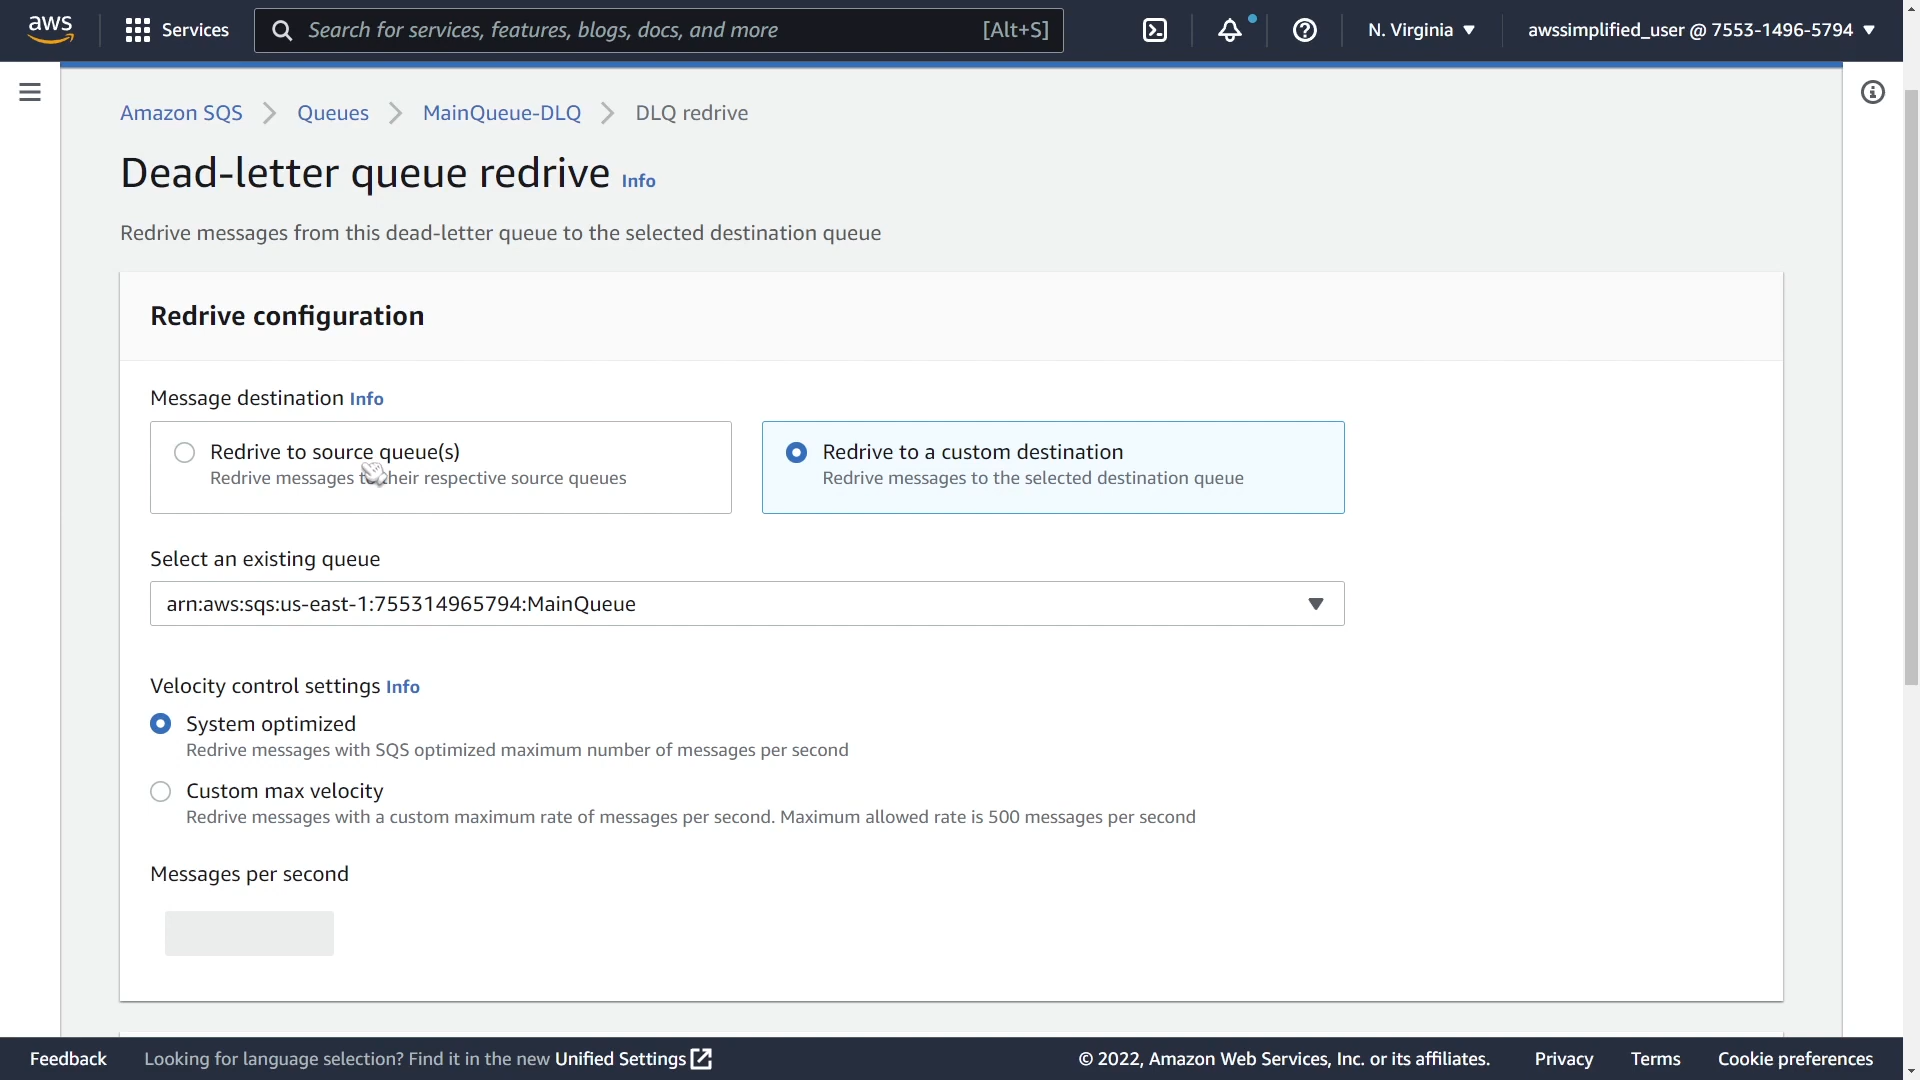 aws
Services
Search for services, features, blogs, docs, and more
[Alt+S]
N. Virginia
awssimplified_user @ 7553-1496-5794
Amazon SQS
Queues
MainQueue-DLQ
DLQ redrive
Dead-letter queue redrive Info
Redrive messages from this dead-letter queue to the selected destination queue
Redrive configuration
Message destination Info
Redrive to source queue(s)
Redrive messages to their respective source queues
Redrive to a custom destination
Redrive messages to the selected destination queue
Select an existing queue
arn:aws:sqs:us-east-1:755314965794:MainQueue
Velocity control settings Info
System optimized
Redrive messages with SQS optimized maximum number of messages per second
Custom max velocity
Redrive messages with a custom maximum rate of messages per second. Maximum allowed rate is 500 messages per second
Messages per second
Feedback
Looking for language selection? Find it in the new Unified Settings
© 2022, Amazon Web Services, Inc. or its affiliates.
Privacy
Terms
Cookie preferences